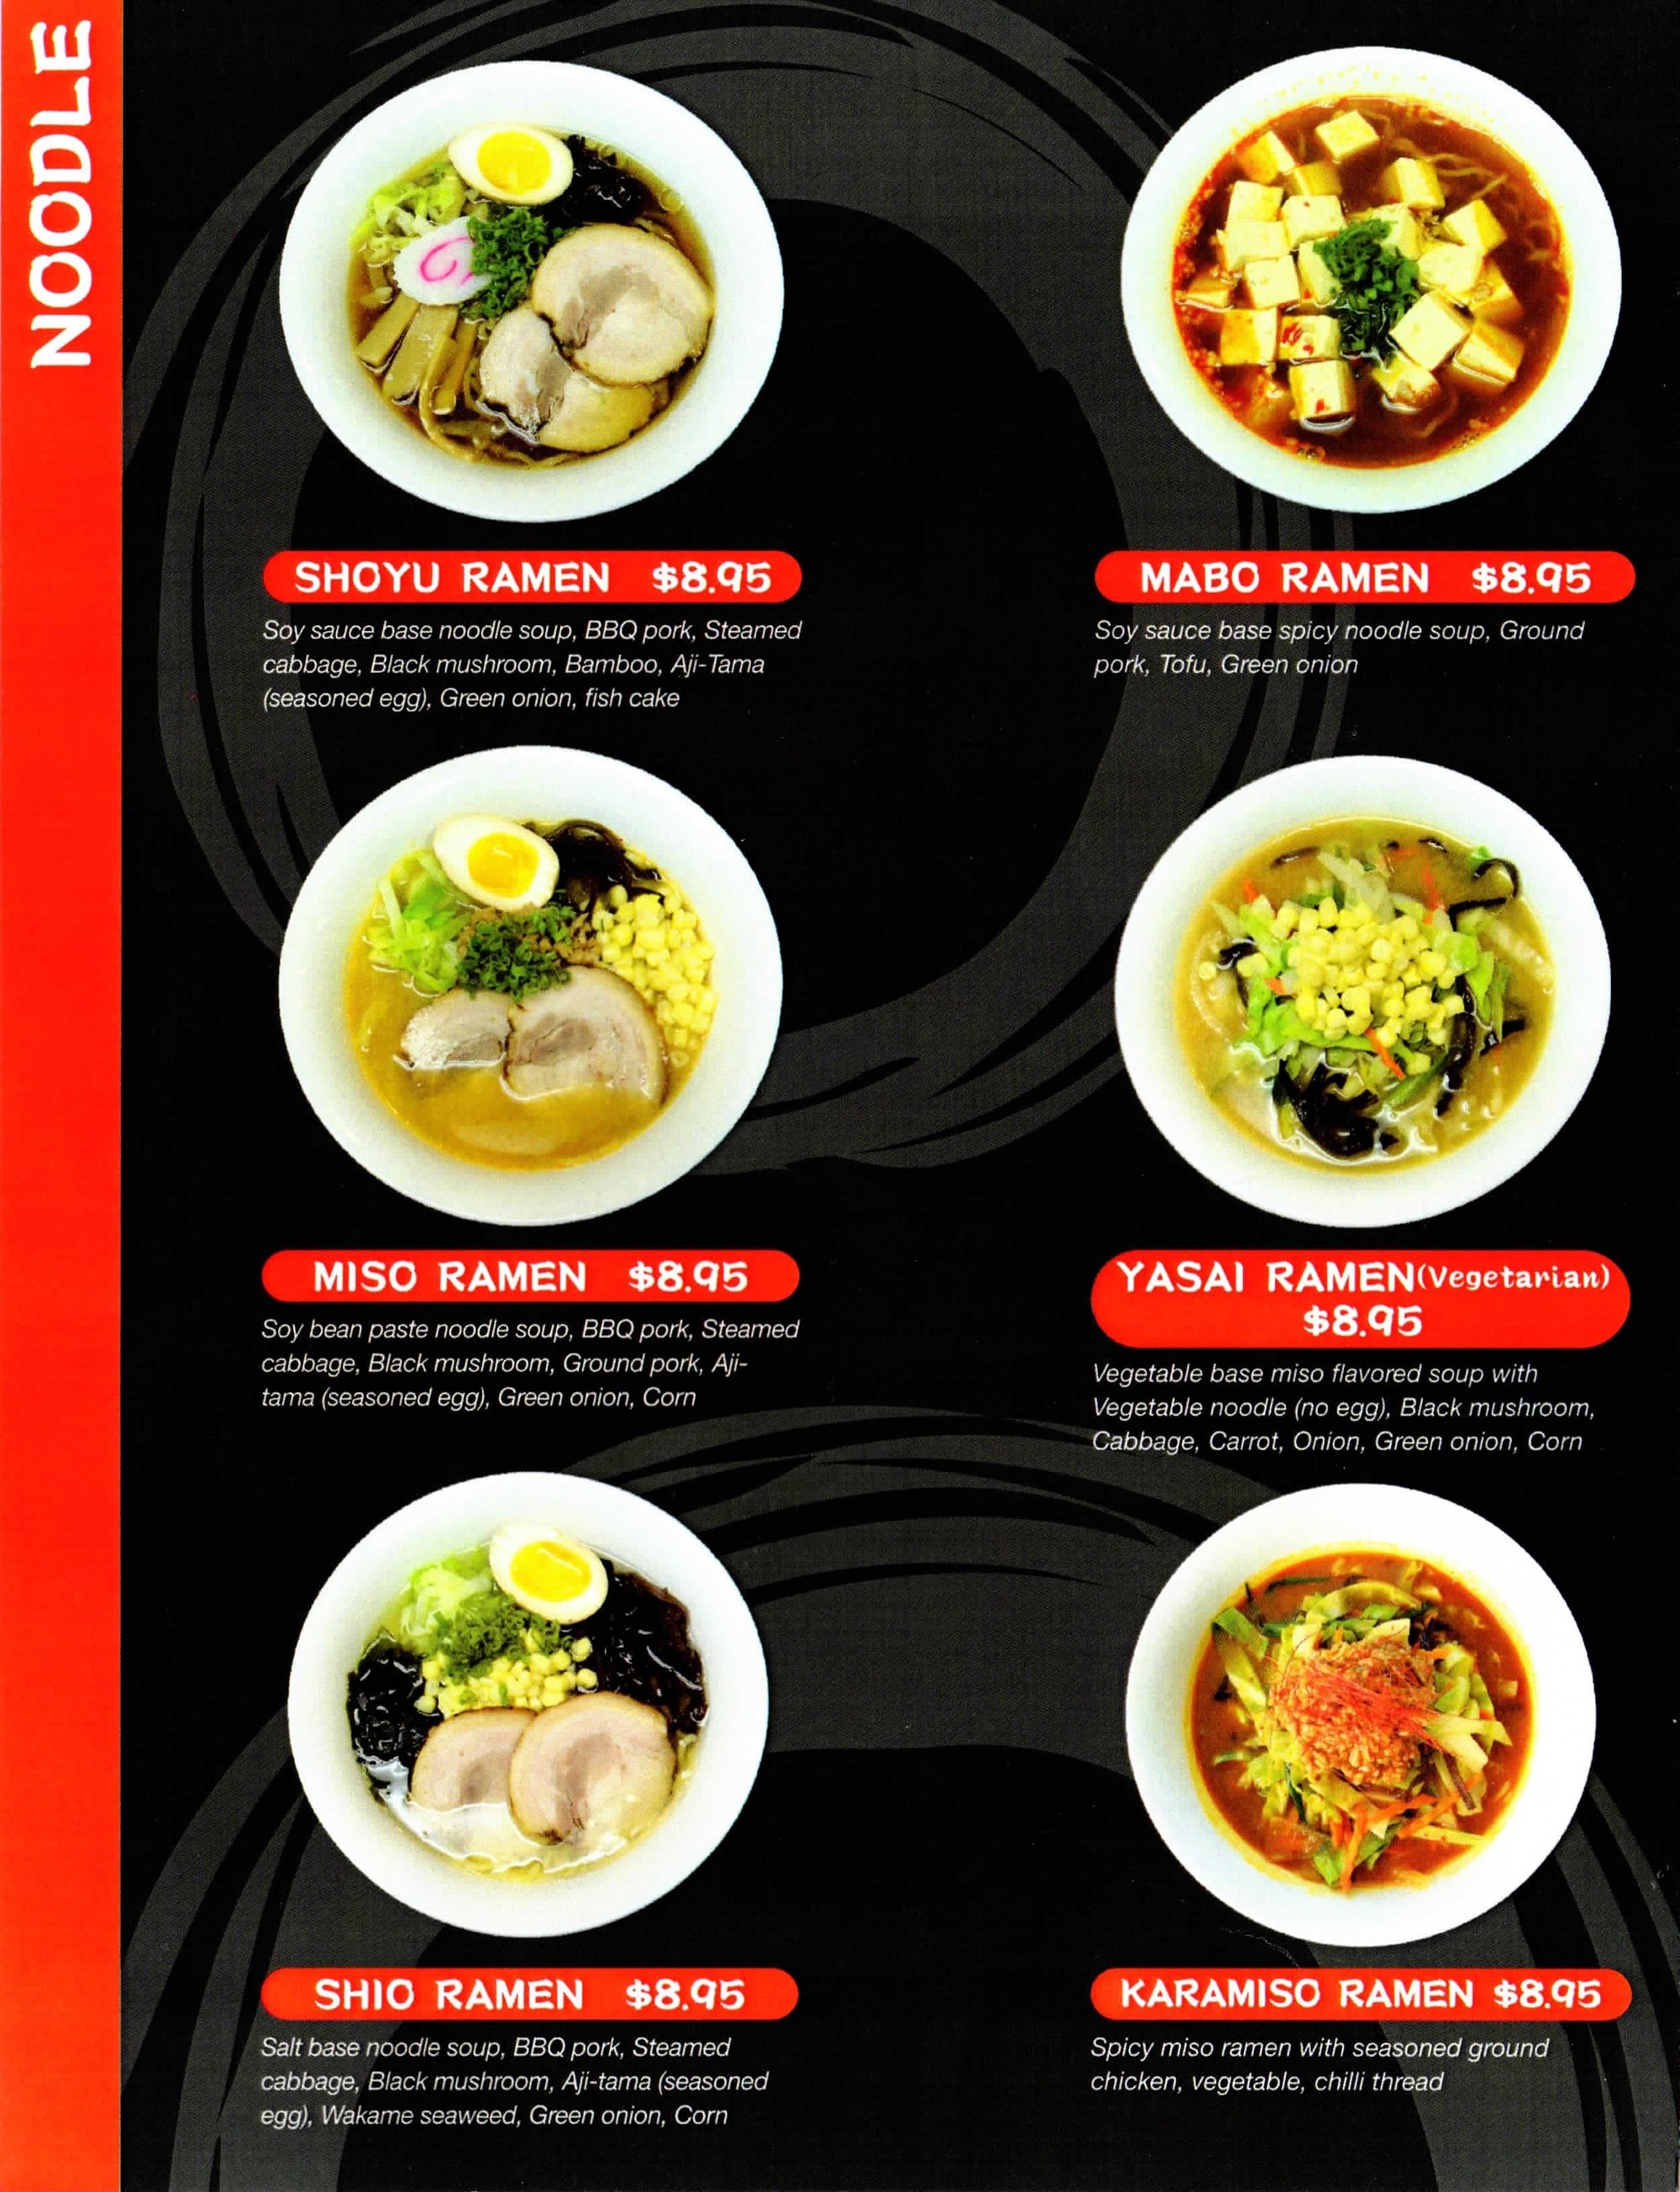 NOODLE
SHOYU RAMEN $8.95
Soy sauce base noodle soup, BBQ pork, Steamed
cabbage, Black mushroom, Bamboo, Aji-Tama
(seasoned egg), Green onion, fish cake
MABO RAMEN $8.95
Soy sauce base spicy noodle soup, Ground
pork, Tofu, Green onion
MISO RAMEN $8.95
Soy bean paste noodle soup, BBQ pork, Steamed
cabbage, Black mushroom, Ground pork, Aji-
tama (seasoned egg), Green onion, Corn
YASAI RAMEN(Vegetarian)
$8.95
Vegetable base miso flavored soup with
Vegetable noodle (no egg), Black mushroom,
Cabbage, Carrot, Onion, Green onion, Corn
SHIO RAMEN $8.95
Salt base noodle soup, BBQ pork, Steamed
cabbage, Black mushroom, Aji-tama (seasoned
egg), Wakame seaweed, Green onion, Corn
KARAMISO RAMEN $8.95
Spicy miso ramen with seasoned ground
chicken, vegetable, chilli thread